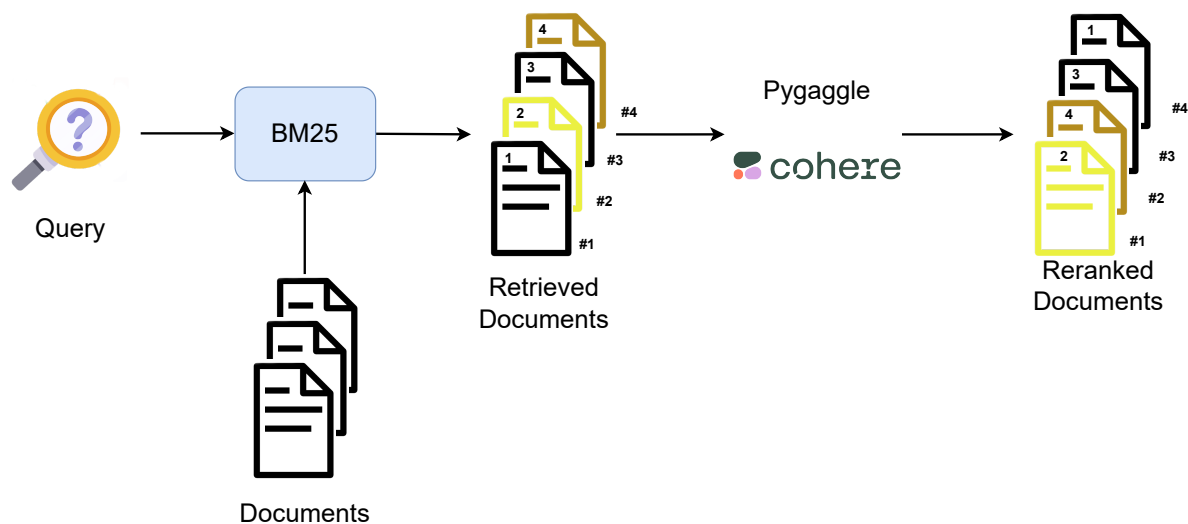 Query
BM25
Documents
4
3
2
1
#4
#3
#2
#1
Retrieved
Documents
Pygaggle
cohere
1
3
4
2
#4
#3
#2
#1
Reranked
Documents